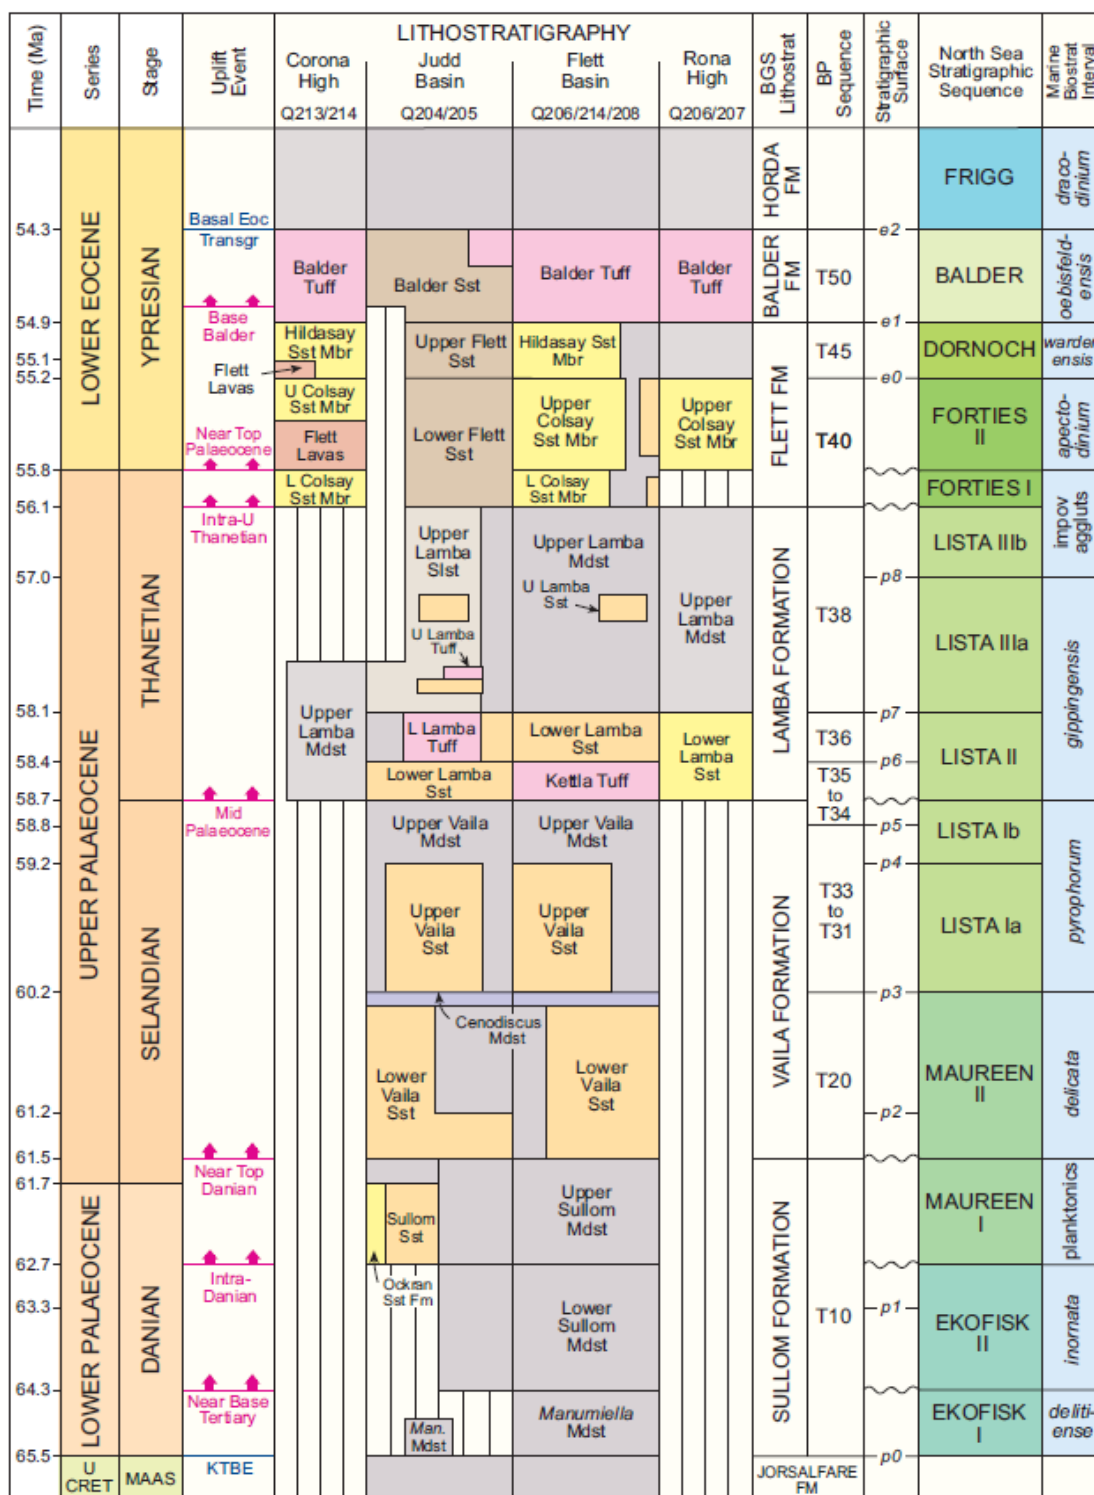 LITHOSTRATIGRAPHY
Time (Ma)
Series
Stage
Uplift
Event
Corona
High
Q213/214
Judd
Basin
Q204/205
Flett
Basin
Q206/214/208
Rona
High
Q206/207
BGS
Lithostrat
BP
Sequence
Stratigraphic
Surface
North Sea
Stratigraphic
Sequence
Marine
Biostrat
Interval
54.3
54.9
55.1
55.2
55.8
56.1
57.0
58.1
58.4
58.7
58.8
59.2
60.2
61.2
61.5
61.7
62.7
63.3
64.3
65.5
LOWER EOCENE
UPPER PALAEOCENE
LOWER PALAEOCENE
U
CRET
YPRESIAN
THANETIAN
SELANDIAN
DANIAN
MAAS
Basal Eoc
Transgr
Base
Balder
Near Top
Palaeocene
Intra-U
Thanetian
Mid
Palaeocene
Near Top
Danian
Intra-
Danian
Near Base
Tertiary
KTBE
Balder
Tuff
Hildasay
Sst Mbr
Flett
Lavas
U Colsay
Sst Mbr
Flett
Lavas
L Colsay
Sst Mbr
Upper
Lamba
Mdst
Balder Sst
Upper Flett
Sst
Lower Flett
Sst
Upper
Lamba
Slst
U Lamba
Tuff
L Lamba
Tuff
Lower Lamba
Sst
Upper Vaila
Mdst
Upper
Vaila
Sst
Cenodiscus
Mdst
Lower
Vaila
Sst
Sullom
Sst
Ockran
Sst Fm
Man.
Mdst
Balder Tuff
Hildasay Sst
Mbr
Upper
Colsay
Sst Mbr
L Colsay
Sst Mbr
Upper Lamba
Mdst
U Lamba
Sst
Lower Lamba
Sst
Kettla Tuff
Upper Vaila
Mdst
Upper
Vaila
Sst
Lower
Vaila
Sst
Upper
Sullom
Mdst
Lower
Sullom
Mdst
Manumiella
Mdst
Balder
Tuff
Upper
Colsay
Sst Mbr
Upper
Lamba
Mdst
Lower
Lamba
Sst
HORDA
FM
BALDER
FM
FLETT FM
LAMBA FORMATION
VAILA FORMATION
SULLOM FORMATION
JORSALFARE
FM
T50
T45
T40
T38
T36
T35
to
T34
T33
to
T31
T20
T10
e2
e1
e0
p8
p7
p6
p5
p4
p3
p2
p1
p0
FRIGG
BALDER
DORNOCH
FORTIES
II
FORTIES I
LISTA IIIb
LISTA IIIa
LISTA II
LISTA Ib
LISTA Ia
MAUREEN
II
MAUREEN
I
EKOFISK
II
EKOFISK
I
draco-
dinium
oebisfeld-
ensis
warden
ensis
apecto-
dinium
impov
aggluts
gippingensis
pyrophorum
delicata
planktonics
inornata
deliti-
ense